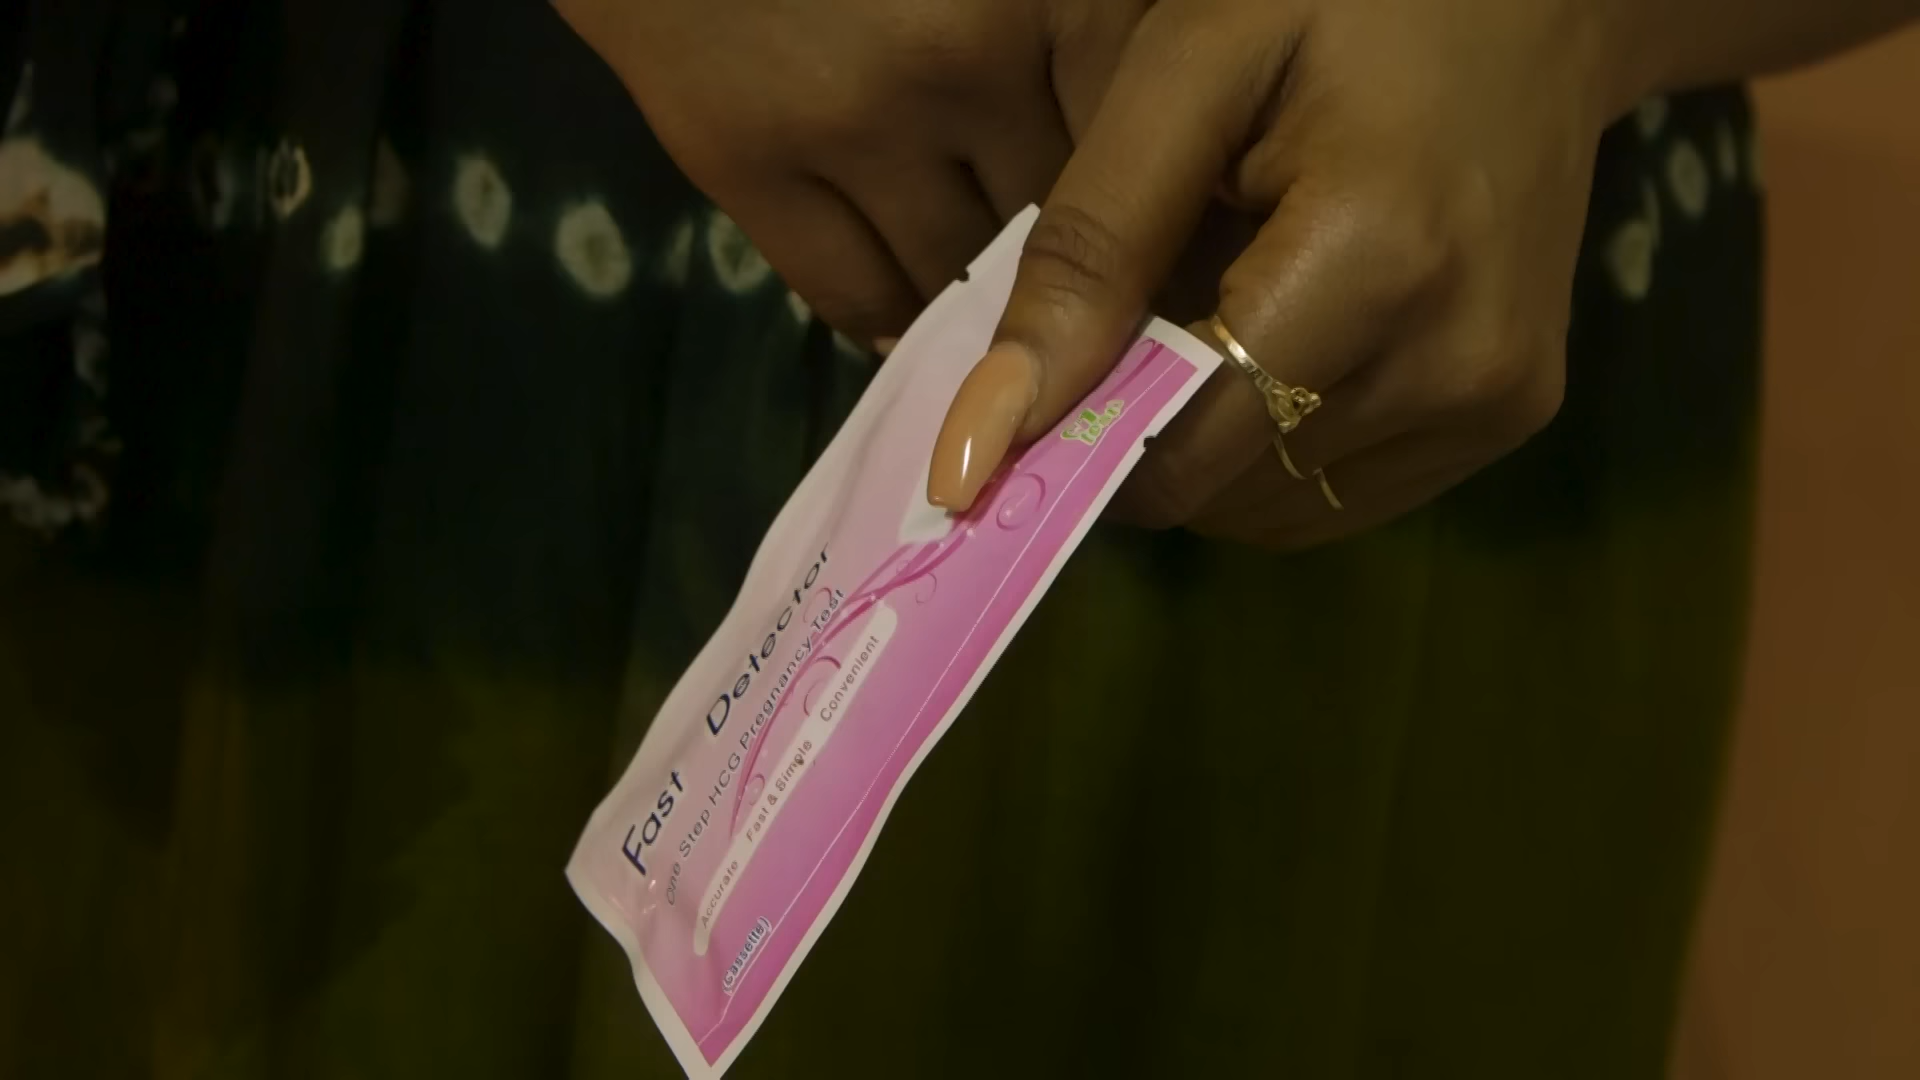 Fast Detector
One Step HCG Pregnancy Test
Accurate Fast & Simple Convenient
(Cassette)